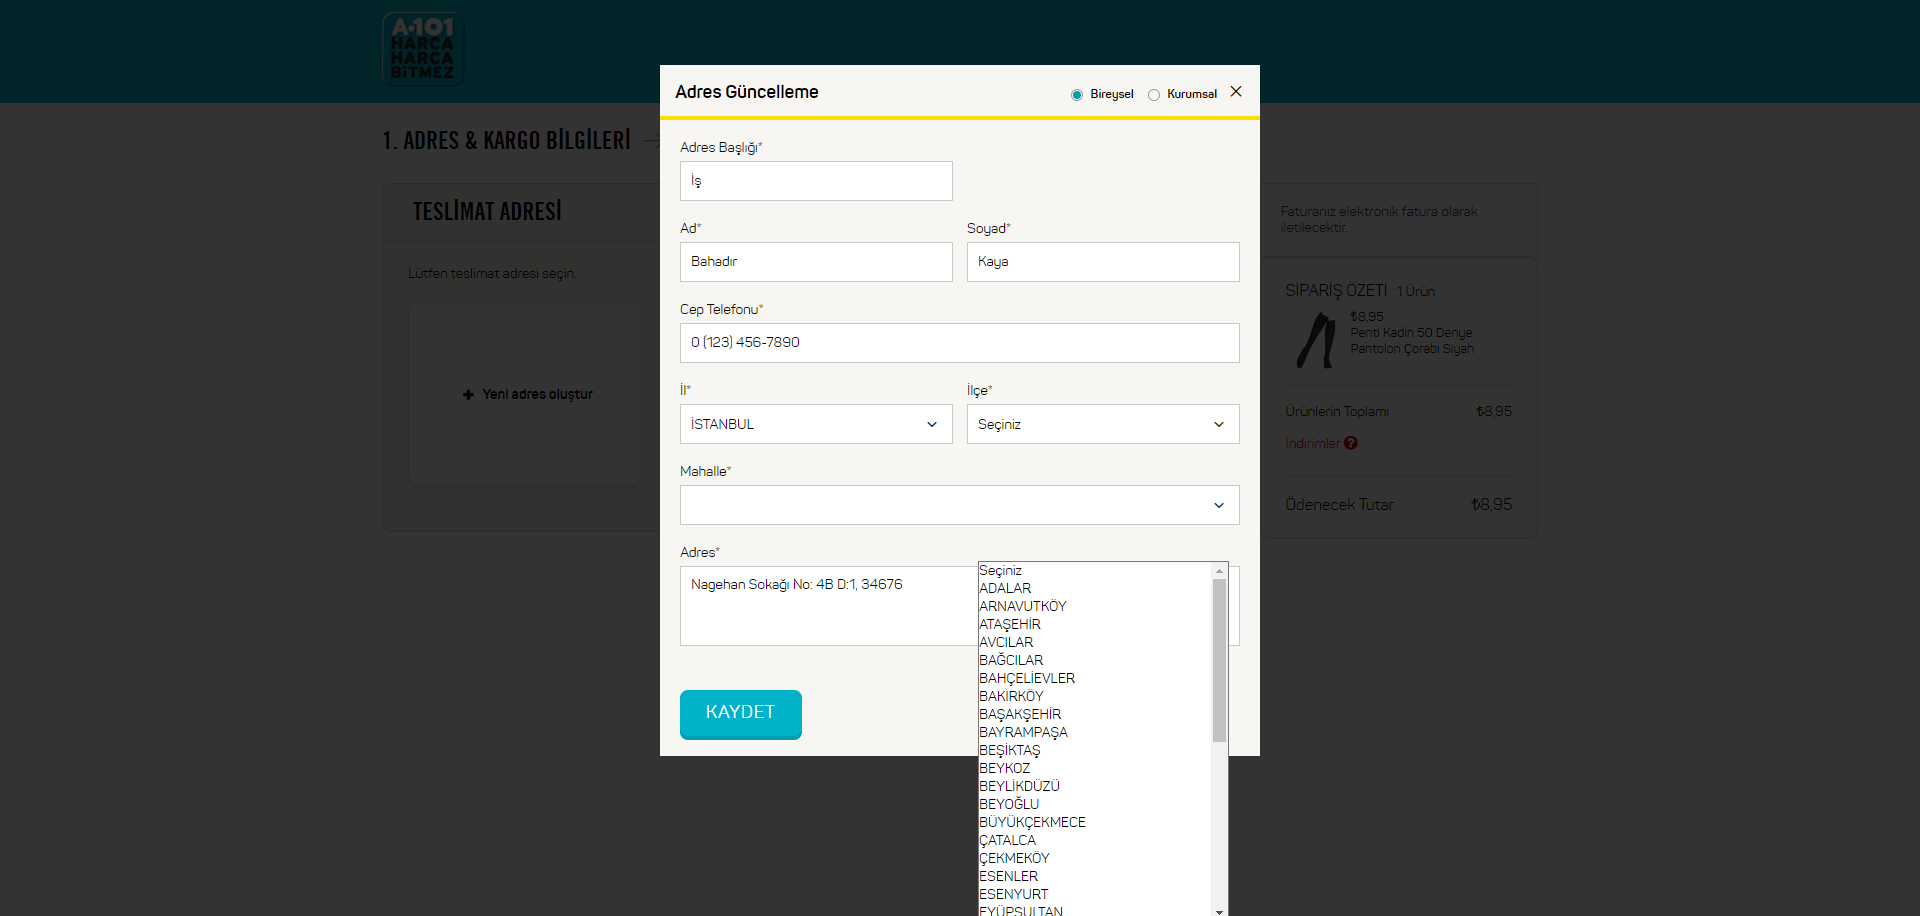 A·101
HARCA
HARCA
BİTMEZ
1. ADRES & KARGO BİLGİLERİ
TESLİMAT ADRESİ
Lütfen teslimat adresi seçin.
Yeni adres oluştur
Adres Güncelleme
Bireysel
Kurumsal
Adres Başlığı*
İş
Ad*
Soyad*
Bahadır
Kaya
Cep Telefonu*
0 (123) 456-7890
İl*
İlçe*
İSTANBUL
Seçiniz
Mahalle*
Adres*
Nagehan Sokağı No: 4B D:1, 34676
KAYDET
Seçiniz
ADALAR
ARNAVUTKÖY
ATAŞEHİR
AVCILAR
BAĞCILAR
BAHÇELİEVLER
BAKIRKÖY
BAŞAKŞEHİR
BAYRAMPAŞA
BEŞİKTAŞ
BEYKOZ
BEYLİKDÜZÜ
BEYOĞLU
BÜYÜKÇEKMECE
ÇATALCA
ÇEKMEKÖY
ESENLER
ESENYURT
EYÜPSULTAN
Faturanız elektronik fatura olarak
iletilecektir.
SİPARİŞ ÖZETİ 1 Ürün
₺8,95
Penti Kadın 50 Denye
Pantolon Çorabı Siyah
Ürünlerin Toplamı ₺8,95
İndirimler ?
Ödenecek Tutar ₺8,95